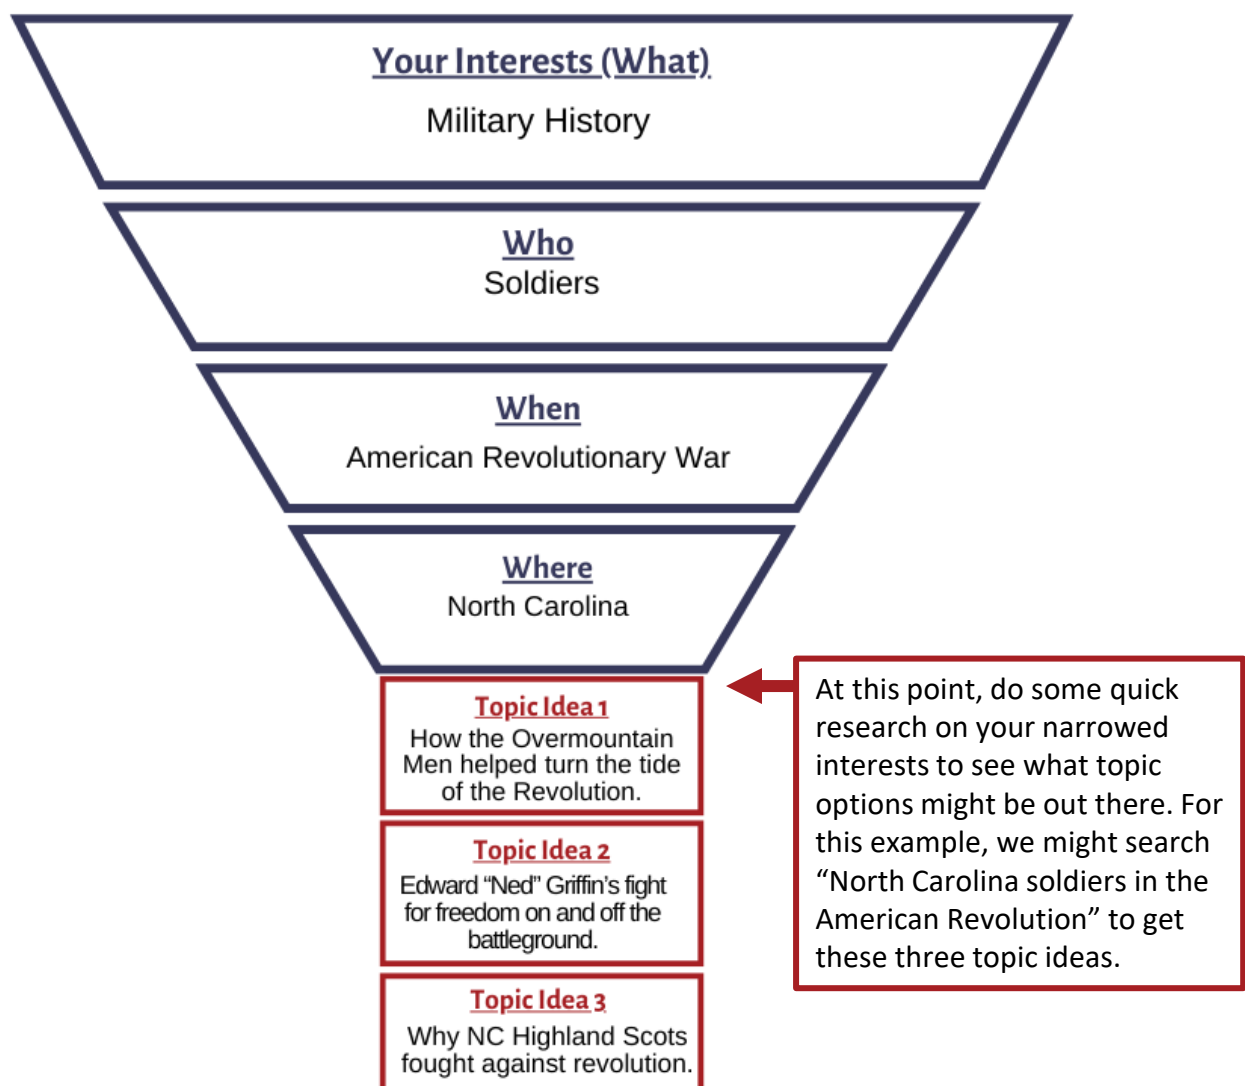 Your Interests (What)
Military History
Who
Soldiers
When
American Revolutionary War
Where
North Carolina
Topic Idea 1
How the Overmountain
Men helped turn the tide
of the Revolution.
Topic Idea 2
Edward “Ned” Griffin’s fight
for freedom on and off the
battleground.
Topic Idea 3
Why NC Highland Scots
fought against revolution.
At this point, do some quick
research on your narrowed
interests to see what topic
options might be out there. For
this example, we might search
“North Carolina soldiers in the
American Revolution” to get
these three topic ideas.